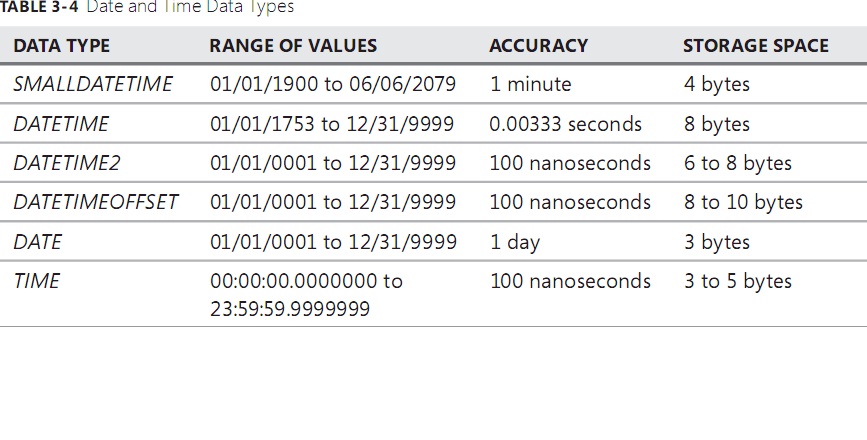 TABLE 3-4 Date and Time Data Types
DATA TYPE RANGE OF VALUES ACCURACY STORAGE SPACE
SMALLDATETIME 01/01/1900 to 06/06/2079 1 minute 4 bytes
DATETIME 01/01/1753 to 12/31/9999 0.00333 seconds 8 bytes
DATETIME2 01/01/0001 to 12/31/9999 100 nanoseconds 6 to 8 bytes
DATETIMEOFFSET 01/01/0001 to 12/31/9999 100 nanoseconds 8 to 10 bytes
DATE 01/01/0001 to 12/31/9999 1 day 3 bytes
TIME 00:00:00.0000000 to 100 nanoseconds 3 to 5 bytes
23:59:59.9999999